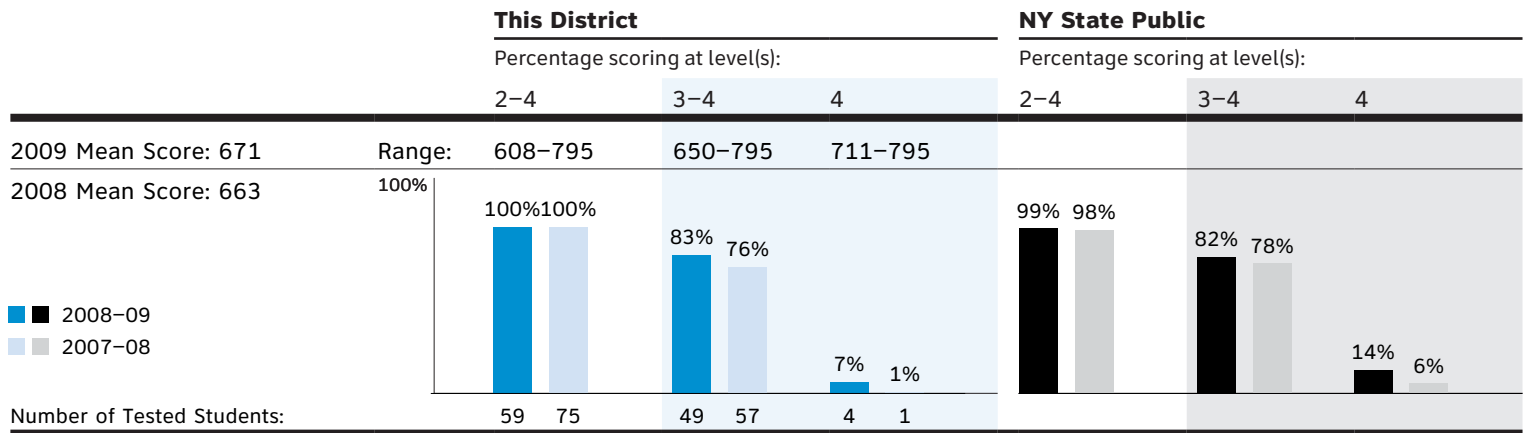 This District NY State Public
Percentage scoring at level(s): Percentage scoring at level(s):
2–4 3–4 4 2–4 3–4 4
2009 Mean Score: 671 Range: 608–795 650–795 711–795
2008 Mean Score: 663
100%
100% 100% 83% 76% 7% 1% 99% 98% 82% 78% 14% 6%
2008–09
2007–08
Number of Tested Students: 59 75 49 57 4 1